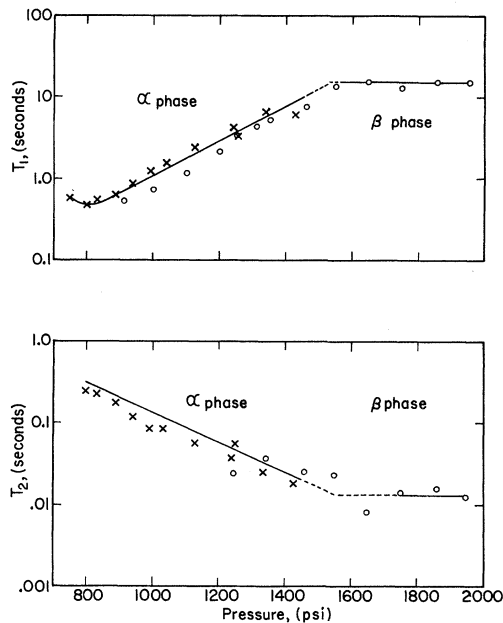 100
10
1.0
0.1
T1, (seconds)
α phase
β phase
1.0
0.1
.01
.001
T2, (seconds)
α phase
β phase
800 1000 1200 1400 1600 1800 2000
Pressure, (psi)